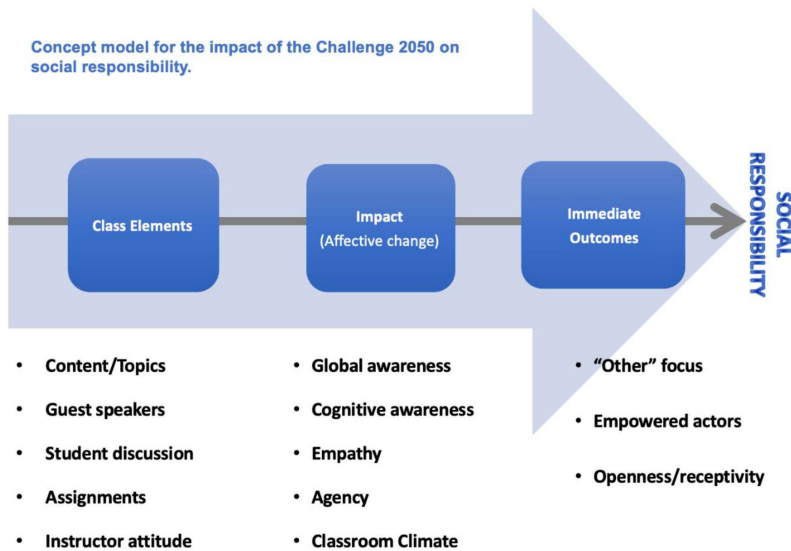 Concept model for the impact of the Challenge 2050 on
social responsibility.
Class Elements
Impact
(Affective change)
Immediate
Outcomes
SOCIAL
RESPONSIBILITY
• Content/Topics
• Guest speakers
• Student discussion
• Assignments
• Instructor attitude
• Global awareness
• Cognitive awareness
• Empathy
• Agency
• Classroom Climate
• “Other” focus
• Empowered actors
• Openness/receptivity